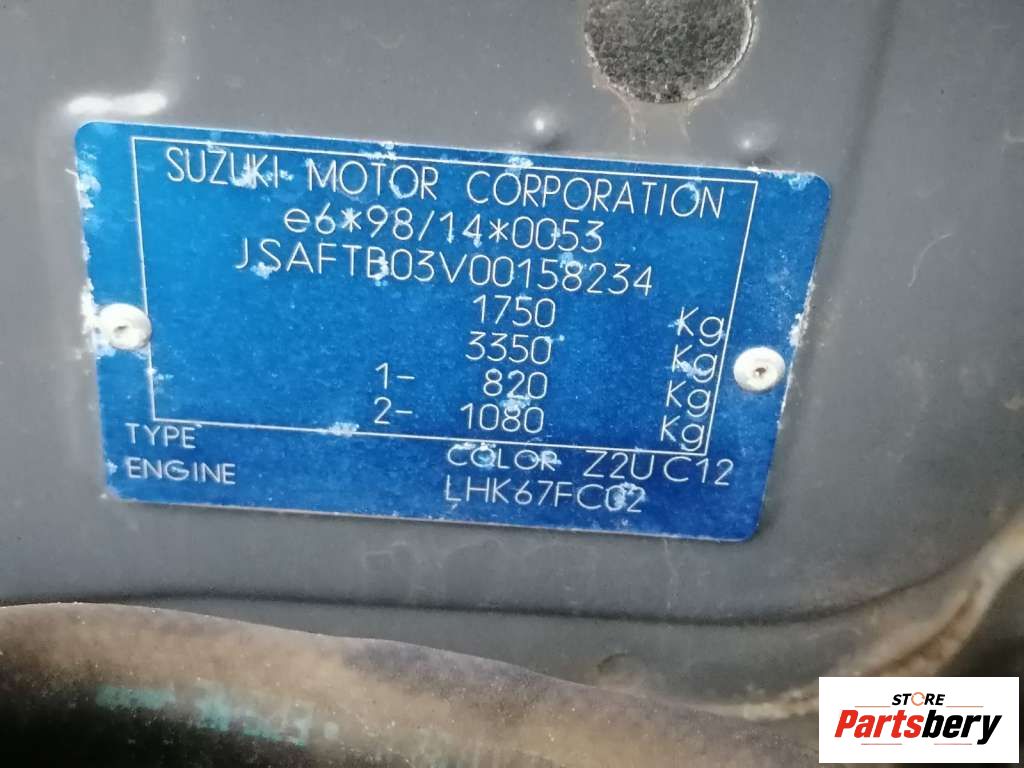 SUZUKI MOTOR CORPORATION
e6*98/14*0053
JSAFTB03V00158234
1750 Kg
3350 Kg
1- 820 Kg
2- 1080 Kg
TYPE COLOR Z2U C12
ENGINE LHK67FC02
STORE
Partsbery